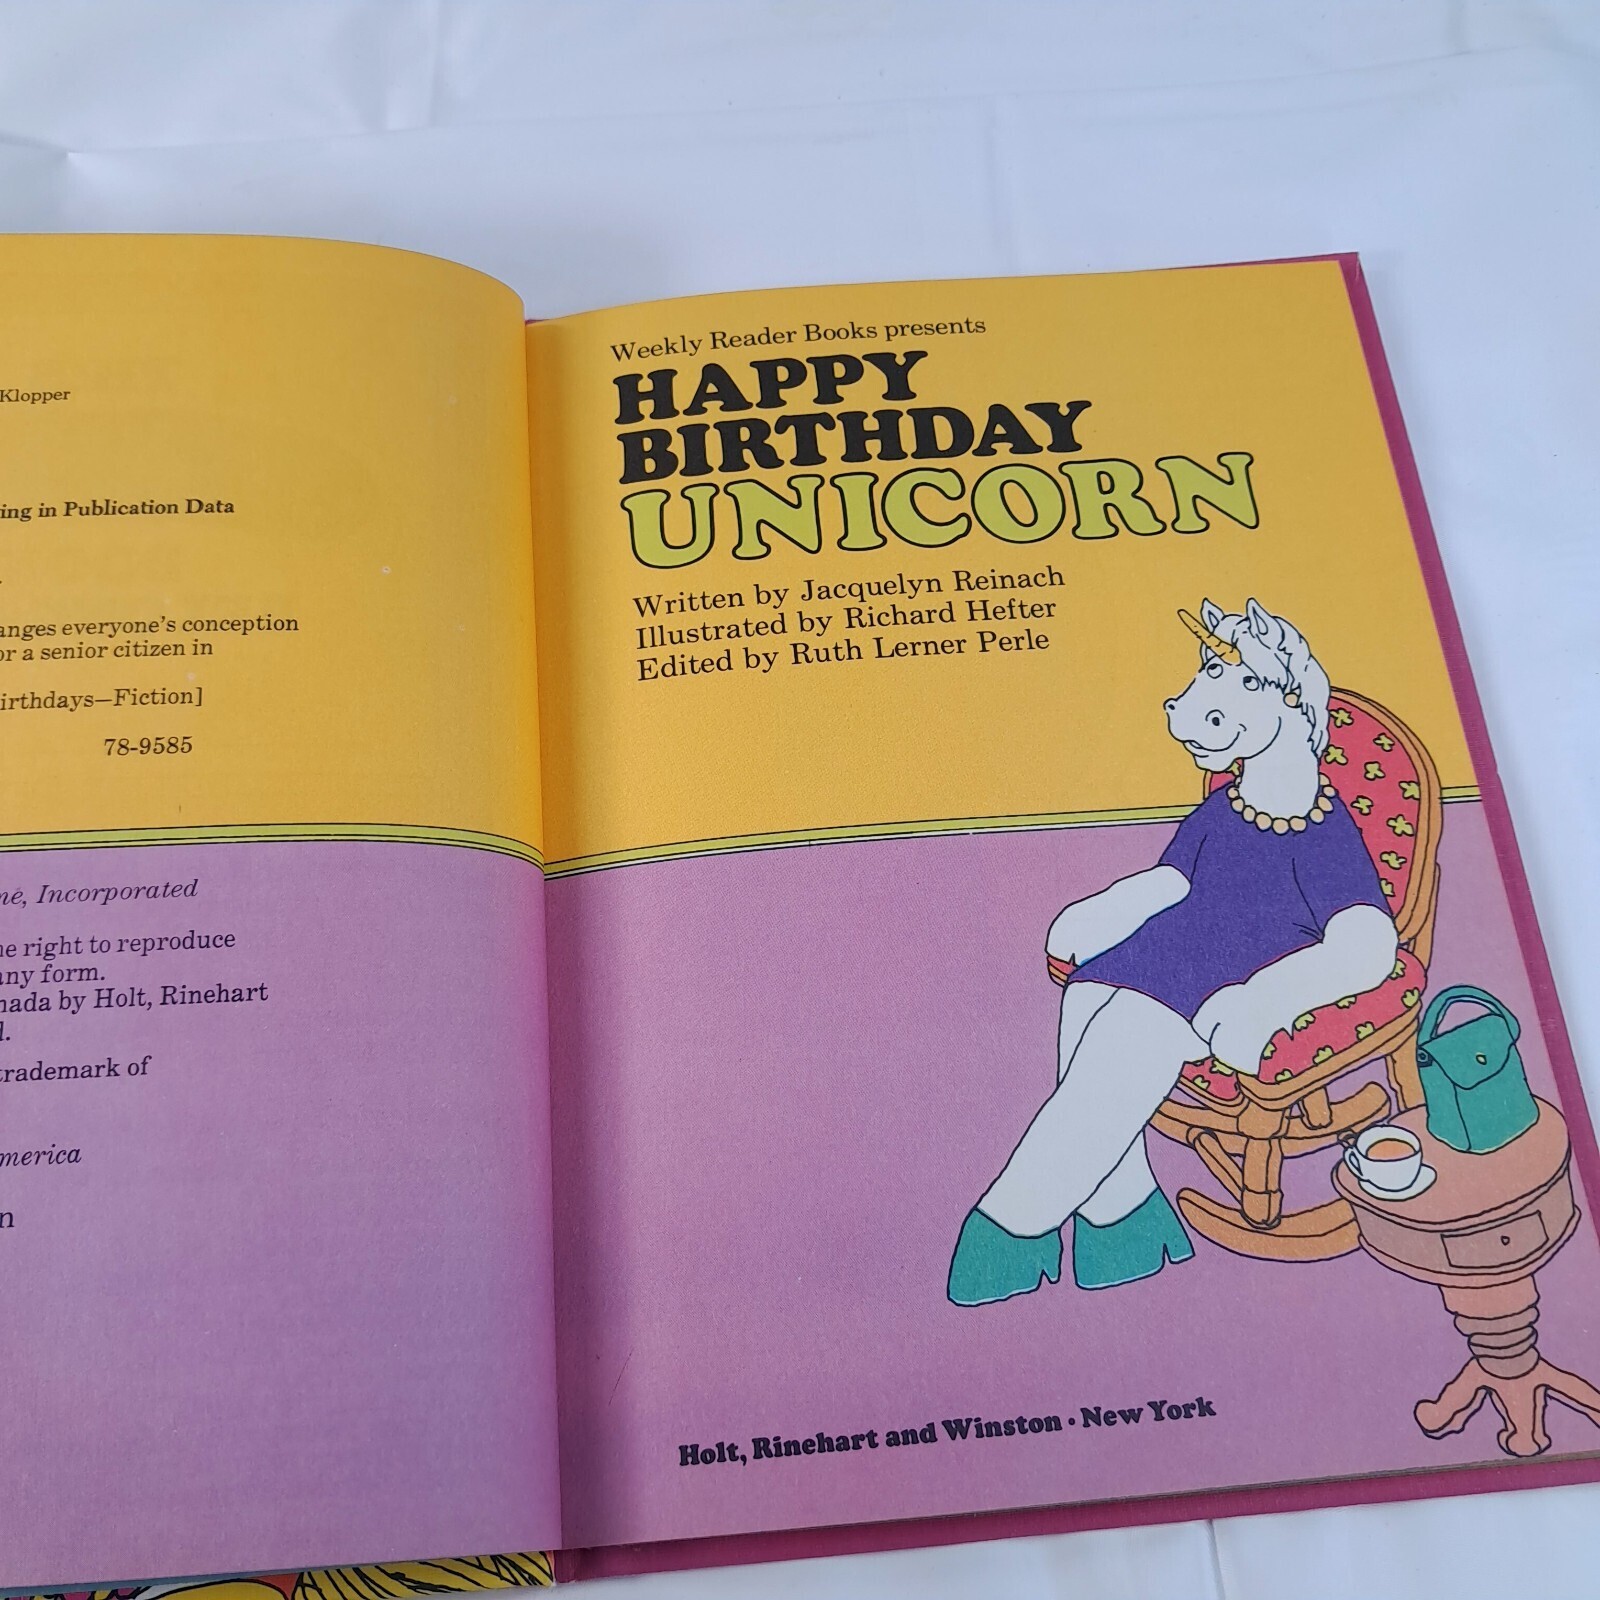 Klopper
ing in Publication Data
anges everyone's conception
or a senior citizen in
irthdays—Fiction]
78-9585
Incorporated
right to reproduce
any form.
by Holt, Rinehart
trademark of
merica
n
Weekly Reader Books presents
HAPPY
BIRTHDAY
UNICORN
Written by Jacquelyn Reinach
Illustrated by Richard Hefter
Edited by Ruth Lerner Perle
Holt, Rinehart and Winston · New York